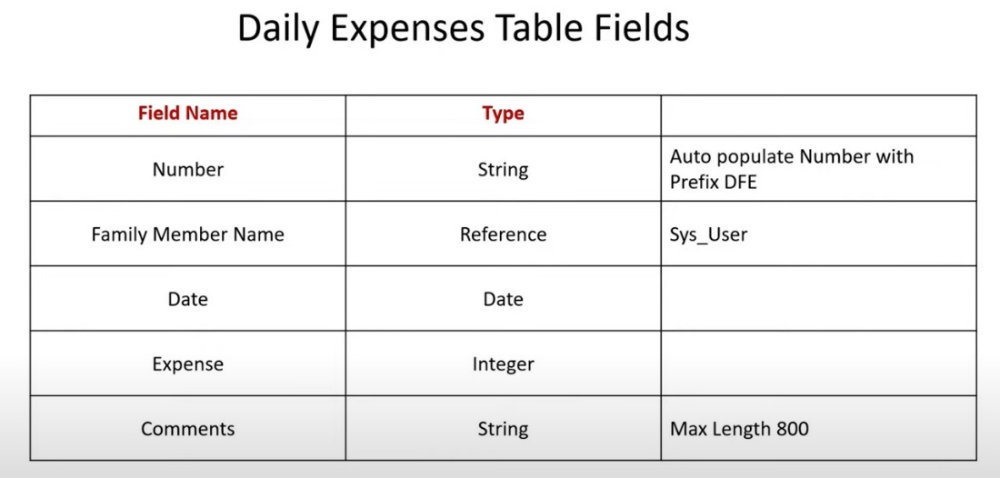 Daily Expenses Table Fields
Field Name
Type
Number
String
Auto populate Number with
Prefix DFE
Family Member Name
Reference
Sys_User
Date
Date
Expense
Integer
Comments
String
Max Length 800